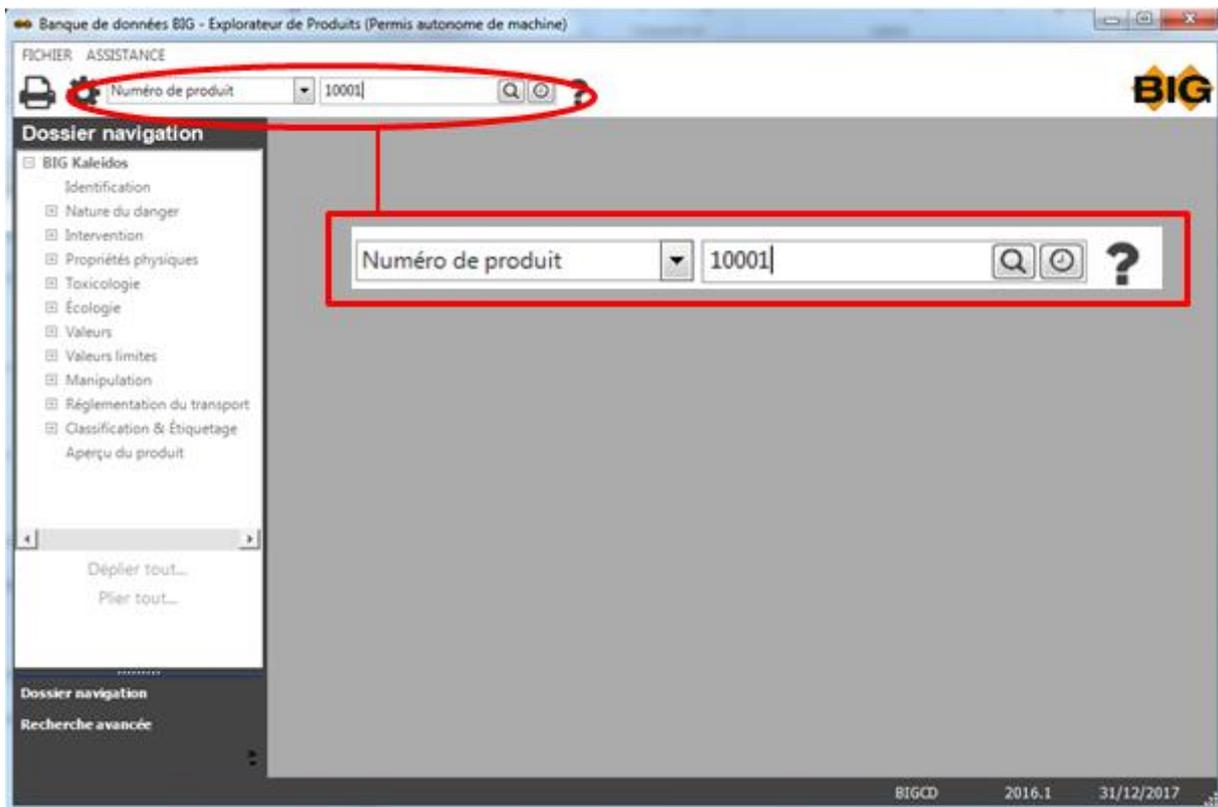 Banque de données BIG - Explorateur de Produits (Permis autonome de machine)
FICHIER ASSISTANCE
Numéro de produit 10001 ?
BIG
Dossier navigation
BIG Kaleidos
Identification
Nature du danger
Intervention
Propriétés physiques
Toxicologie
Écologie
Valeurs
Valeurs limites
Manipulation
Réglementation du transport
Classification & Étiquetage
Aperçu du produit
Numéro de produit 10001 ?
Déplier tout...
Plier tout...
Dossier navigation
Recherche avancée
BIGCD 2016.1 31/12/2017